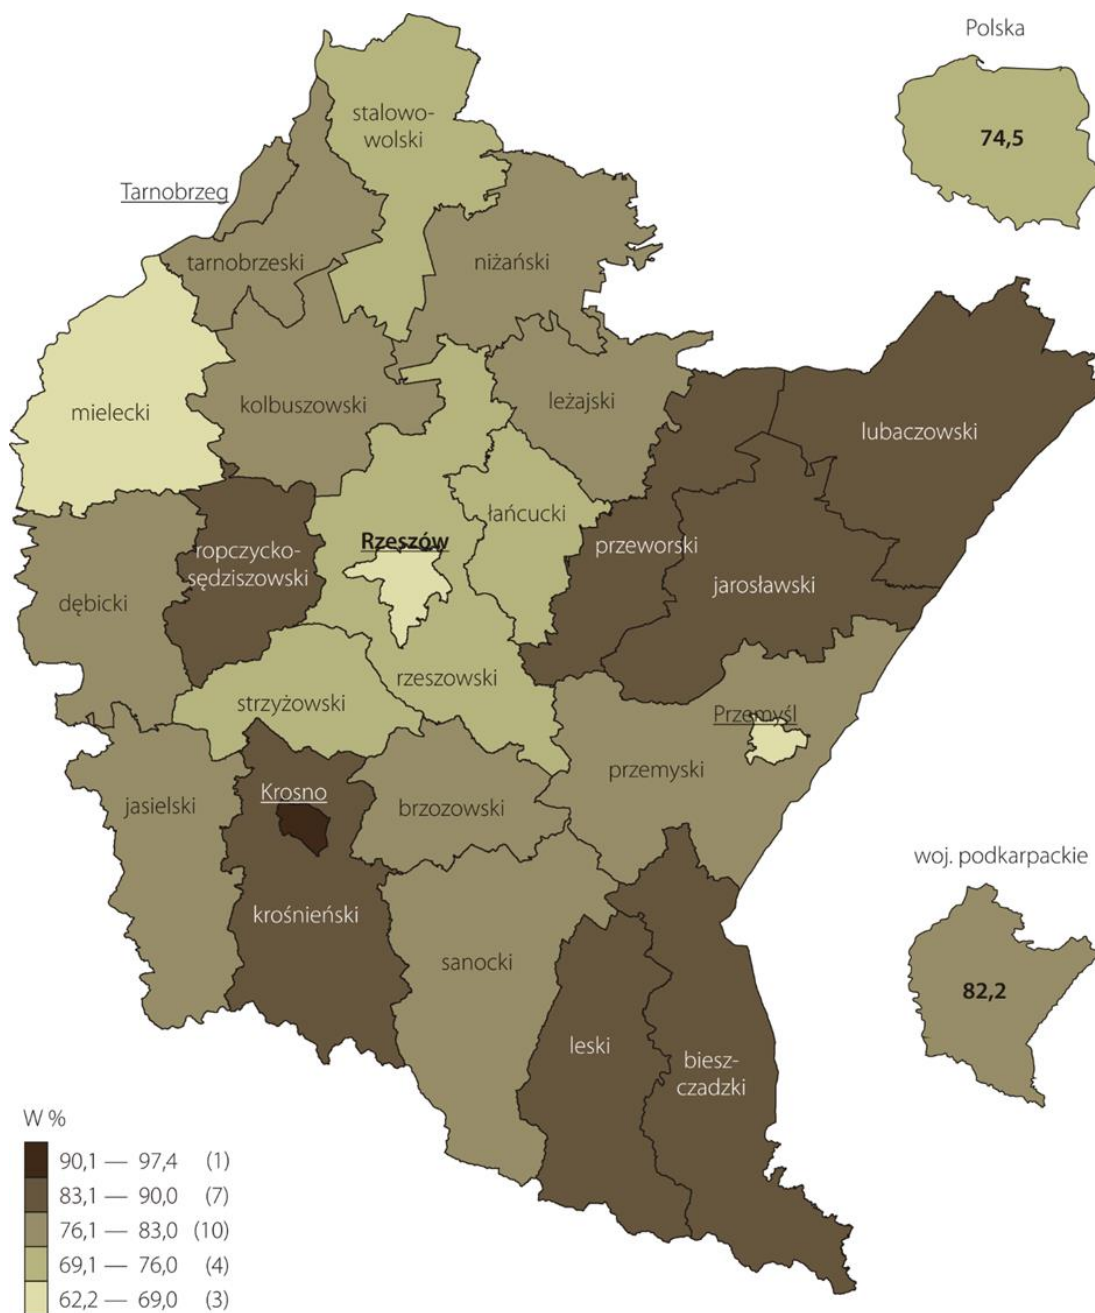 Polska
74,5
stalowo-
wolski
Tarnobrzeg
tarnobrzeski
niżański
mielecki
kolbuszowski
leżajski
lubaczowski
łańcucki
ropczycko-
sędziszowski
Rzeszów
przeworski
jarosławski
dębicki
rzeszowski
strzyżowski
Przemyśl
przemyski
Krosno
jasielski
brzozowski
woj. podkarpackie
82,2
krośnieński
sanocki
leski
biesz-
czadzki
W %
90,1 — 97,4 (1)
83,1 — 90,0 (7)
76,1 — 83,0 (10)
69,1 — 76,0 (4)
62,2 — 69,0 (3)